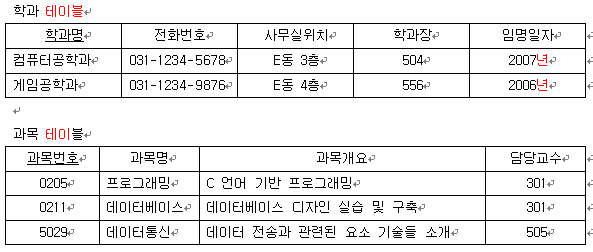 학과 테이블
학과명 전화번호 사무실위치 학과장 임명일자
컴퓨터공학과 031-1234-5678 E동 3층 504 2007년
게임공학과 031-1234-9876 E동 4층 556 2006년
과목 테이블
과목번호 과목명 과목개요 담당교수
0205 프로그래밍 C 언어 기반 프로그래밍 301
0211 데이터베이스 데이터베이스 디자인 실습 및 구축 301
5029 데이터통신 데이터 전송과 관련된 요소 기술들 소개 505